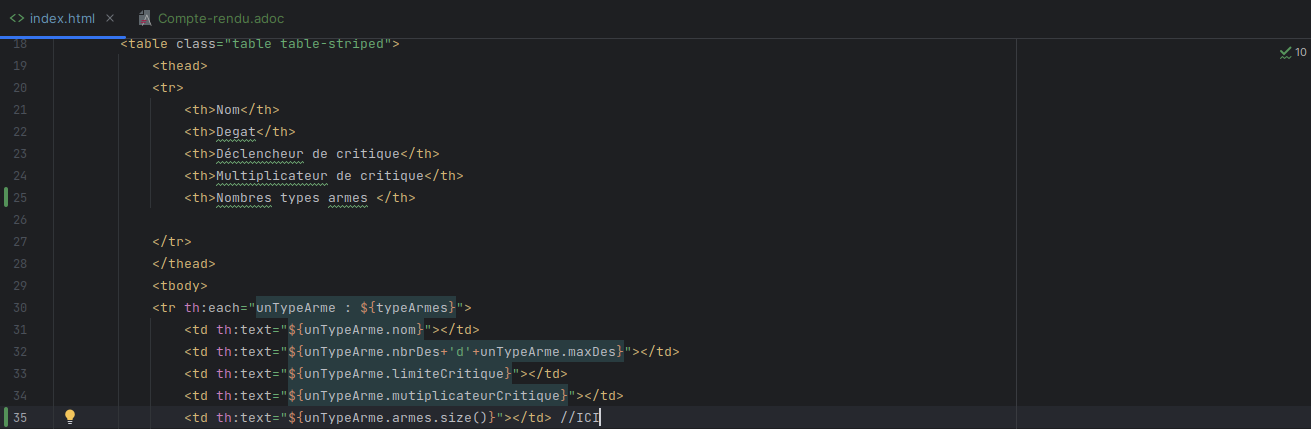 index.html
Compte-rendu.adoc
10
18 <table class="table table-striped">
19 <thead>
20 <tr>
21 <th>Nom</th>
22 <th>Degat</th>
23 <th>Déclencheur de critique</th>
24 <th>Multiplicateur de critique</th>
25 <th>Nombres types armes </th>
26
27 </tr>
28 </thead>
29 <tbody>
30 <tr th:each="unTypeArme : ${typeArmes}">
31 <td th:text="${unTypeArme.nom}"></td>
32 <td th:text="${unTypeArme.nbrDes+'d'+unTypeArme.maxDes}"></td>
33 <td th:text="${unTypeArme.limiteCritique}"></td>
34 <td th:text="${unTypeArme.mutiplicateurCritique}"></td>
35 <td th:text="${unTypeArme.armes.size()}"></td> //ICI